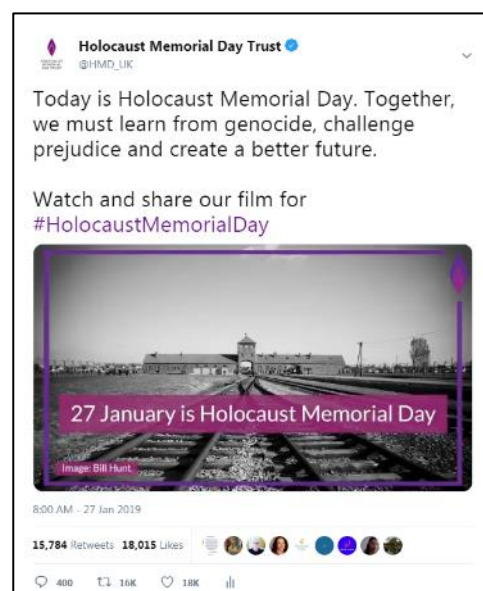 Holocaust Memorial Day Trust
@HMD_UK
Today is Holocaust Memorial Day. Together,
we must learn from genocide, challenge
prejudice and create a better future.
Watch and share our film for
#HolocaustMemorialDay
27 January is Holocaust Memorial Day
Image: Bill Hunt
8:00 AM - 27 Jan 2019
15,784 Retweets 18,015 Likes
400 16K 18K